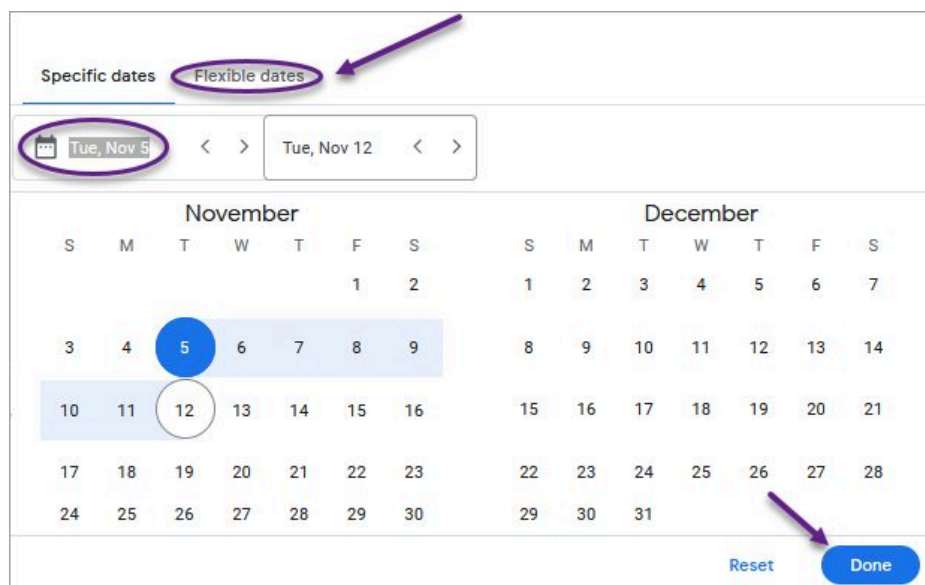 Specific dates Flexible dates
Tue, Nov 5 < > Tue, Nov 12 < >
November December
S M T W T F S S M T W T F S
1 2 1 2 3 4 5 6 7
3 4 5 6 7 8 9 8 9 10 11 12 13 14
10 11 12 13 14 15 16 15 16 17 18 19 20 21
17 18 19 20 21 22 23 22 23 24 25 26 27 28
24 25 26 27 28 29 30 29 30 31
Reset Done